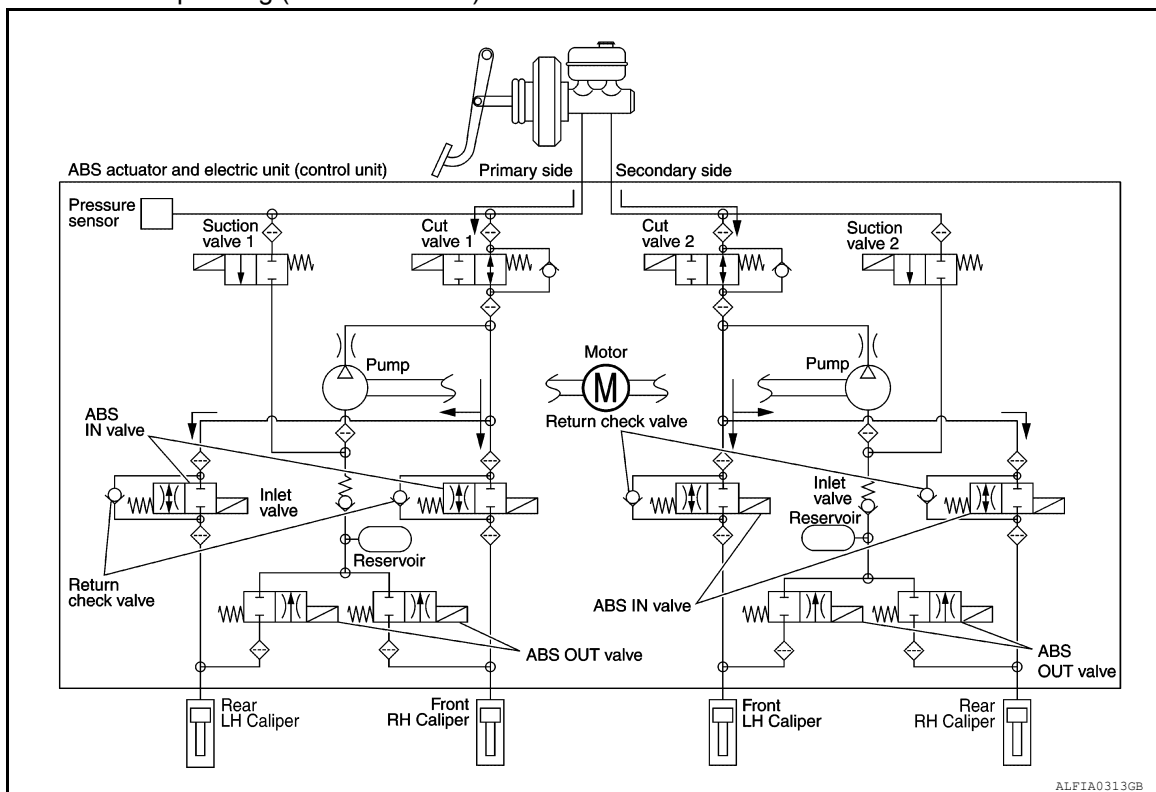 ABS actuator and electric unit (control unit)
Primary side
Secondary side
Pressure
sensor
Suction
valve 1
Cut
valve 1
Cut
valve 2
Suction
valve 2
Pump
Motor
M
Pump
Return check valve
ABS
IN valve
Inlet
valve
Inlet
valve
Reservoir
Reservoir
Return
check valve
ABS IN valve
ABS OUT valve
ABS
OUT valve
Rear
LH Caliper
Front
RH Caliper
Front
LH Caliper
Rear
RH Caliper
ALFIA0313GB